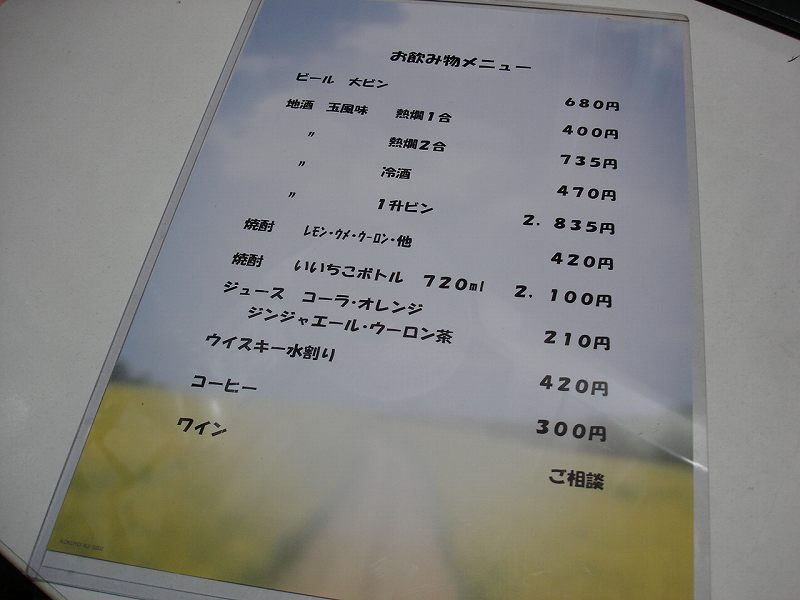 お飲み物メニュー
ビール 大ビン 680円
地酒 玉風味 熱燗1合 400円
〃 熱燗2合 735円
〃 冷酒 470円
〃 1升ビン 2,835円
焼酎 レモン・ウメ・ウーロン・他 420円
焼酎 いいちこボトル 720ml 2,100円
ジュース コーラ・オレンジ
ジンジャエール・ウーロン茶 210円
ウイスキー水割り 420円
コーヒー 300円
ワイン ご相談